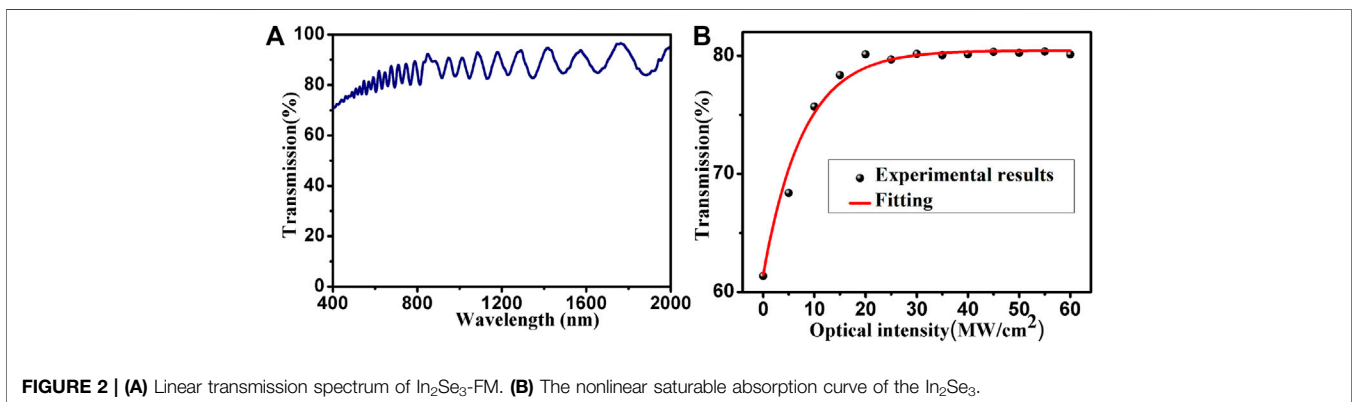 A
Transmission(%)
100
80
60
40
20
0
400
800
1200
1600
2000
Wavelength (nm)
B
Transmission(%)
80
70
60
Experimental results
Fitting
0
10
20
30
40
50
60
Optical intensity(MW/cm²)
FIGURE 2 | (A) Linear transmission spectrum of In₂Se₃-FM. (B) The nonlinear saturable absorption curve of the In₂Se₃.